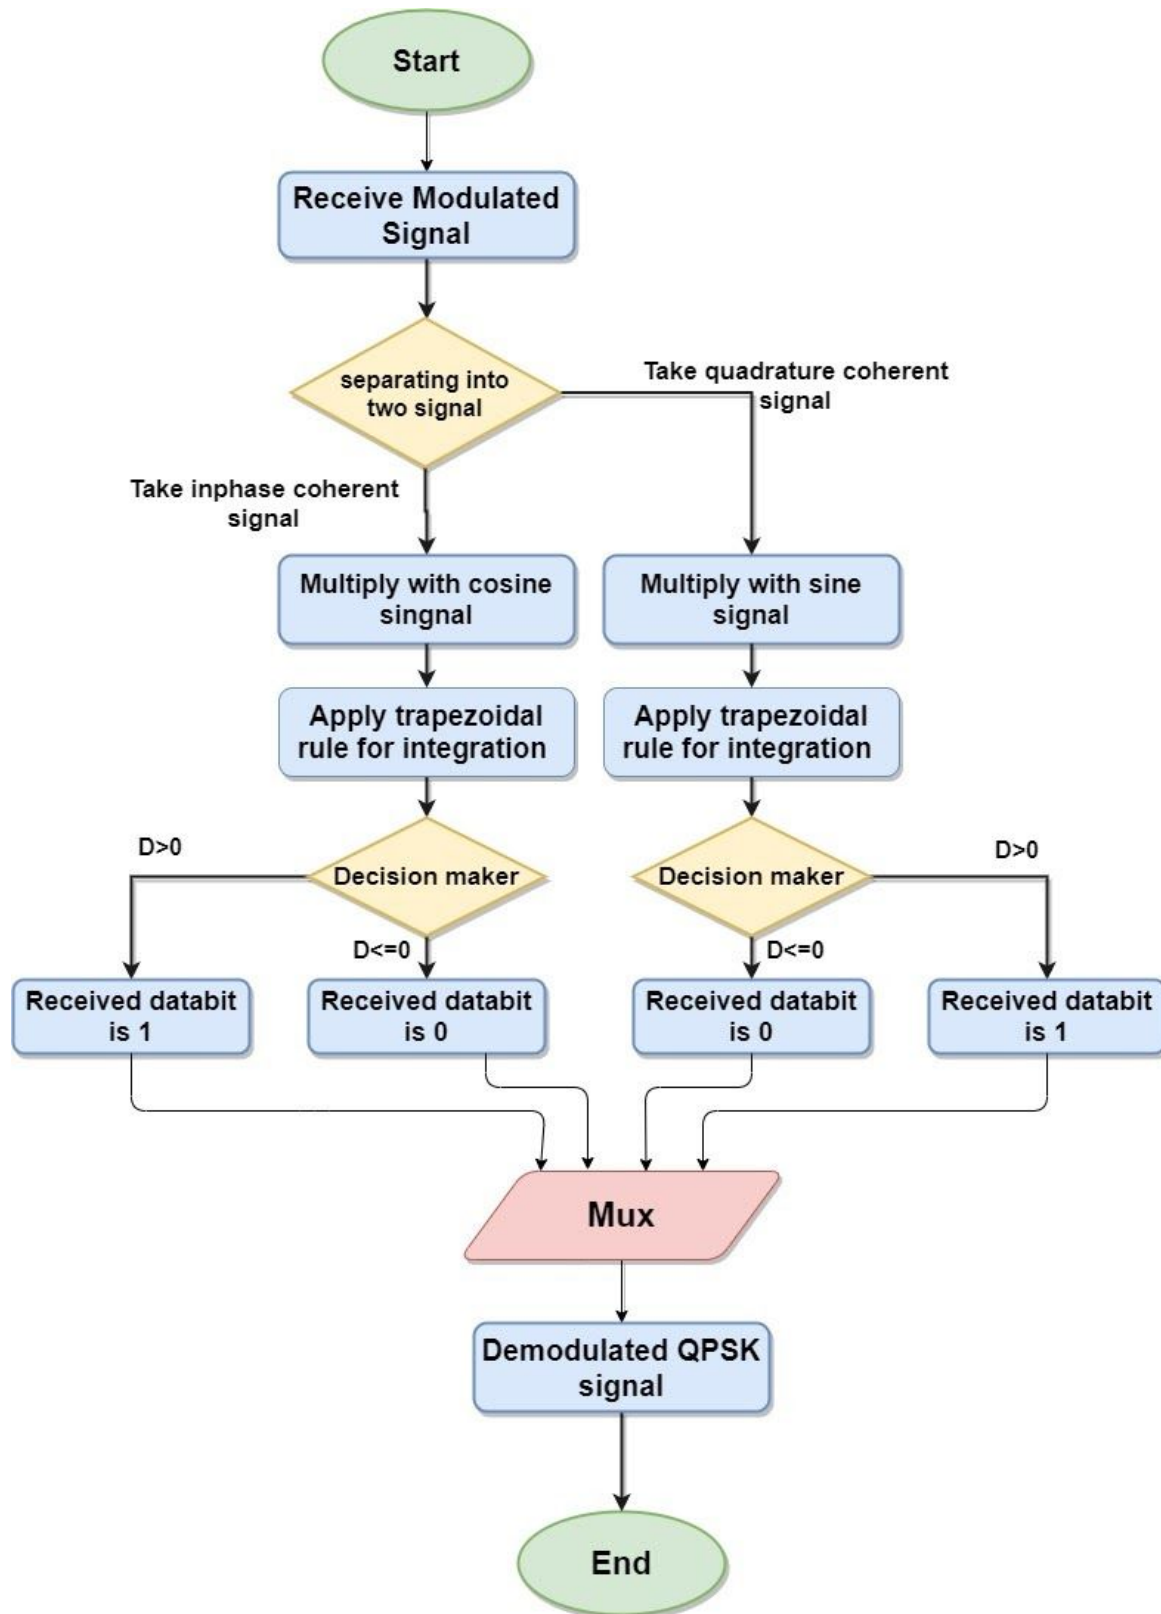 Start
Receive Modulated
Signal
separating into
two signal
Take quadrature coherent
signal
Take inphase coherent
signal
Multiply with cosine
singnal
Multiply with sine
signal
Apply trapezoidal
rule for integration
Apply trapezoidal
rule for integration
D>0
Decision maker
D<=0
Decision maker
D<=0
D>0
Received databit
is 1
Received databit
is 0
Received databit
is 0
Received databit
is 1
Mux
Demodulated QPSK
signal
End